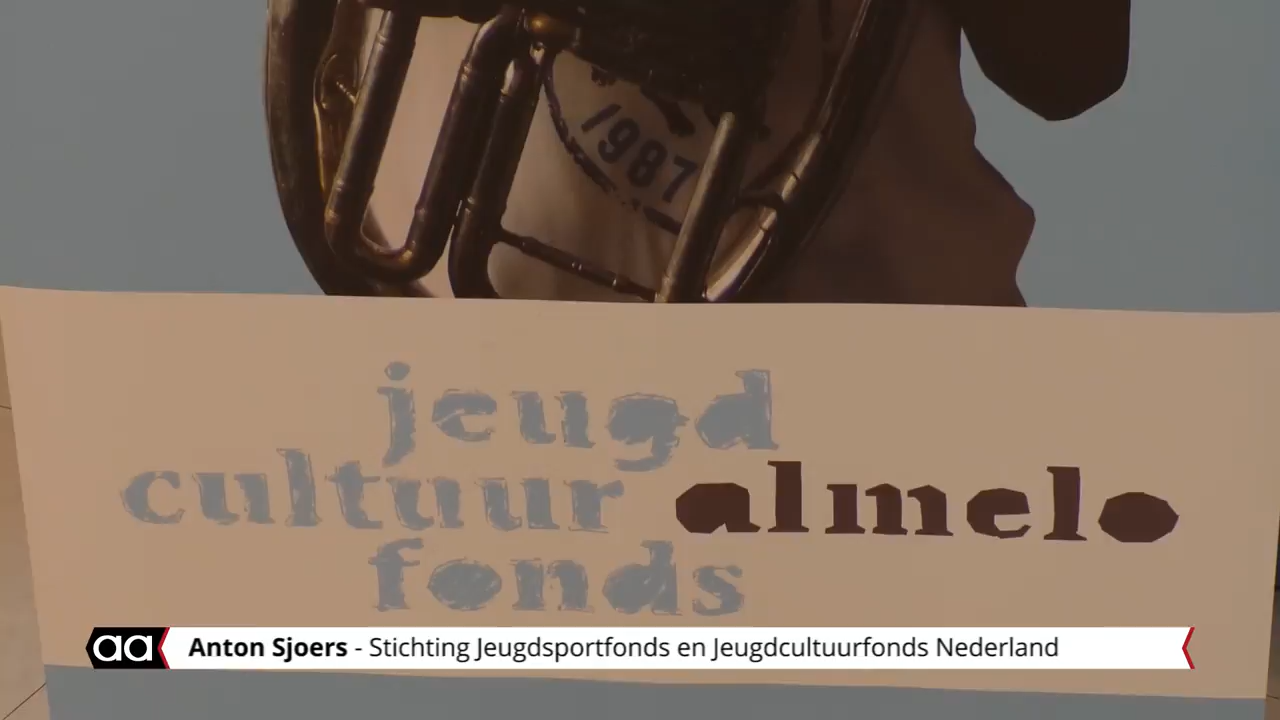 1987
jeugd
cultuur almelo
fonds
aa Anton Sjoers - Stichting Jeugdsportfonds en Jeugdcultuurfonds Nederland